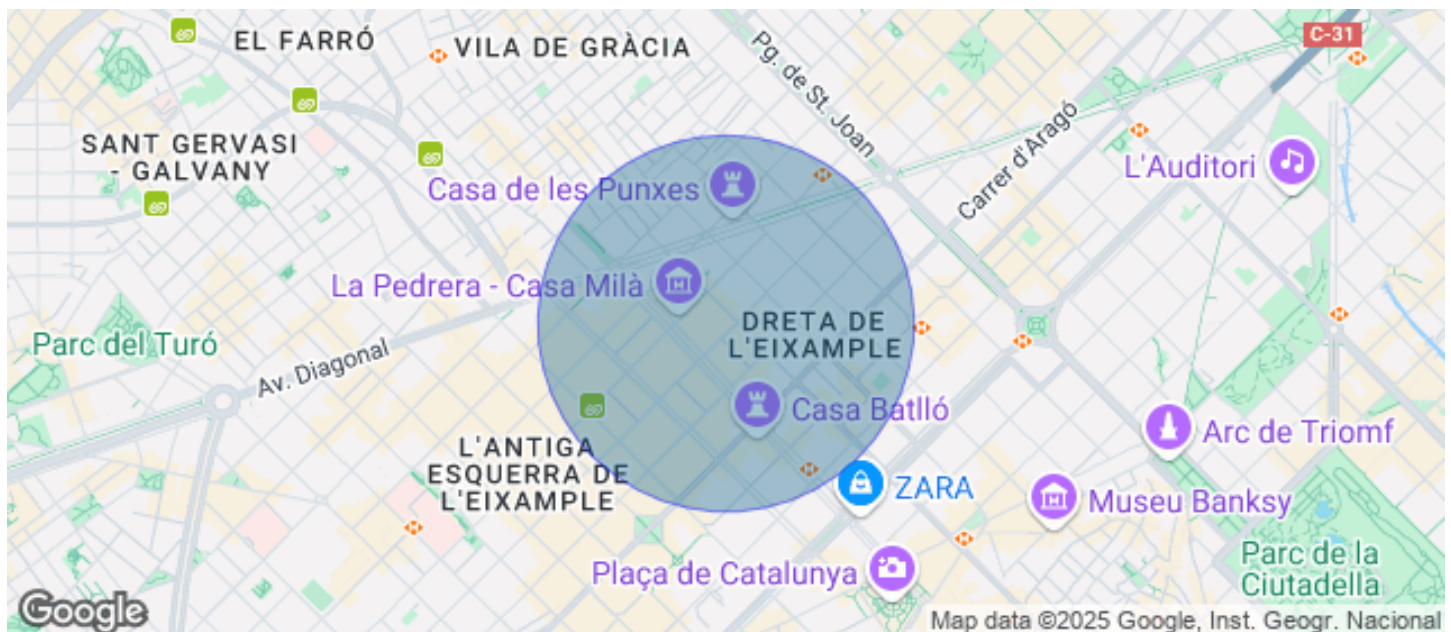 EL FARRÓ
VILA DE GRÀCIA
C-31
Pg. de St. Joan
Carrer d'Aragó
SANT GERVASI
- GALVANY
L'Auditori
Casa de les Punxes
La Pedrera - Casa Milà
DRETA DE
L'EIXAMPLE
Parc del Turó
Av. Diagonal
Casa Batlló
L'ANTIGA
ESQUERRA DE
L'EIXAMPLE
Arc de Triomf
ZARA
Museu Banksy
Plaça de Catalunya
Parc de la
Ciutadella
Google
Map data ©2025 Google, Inst. Geogr. Nacional